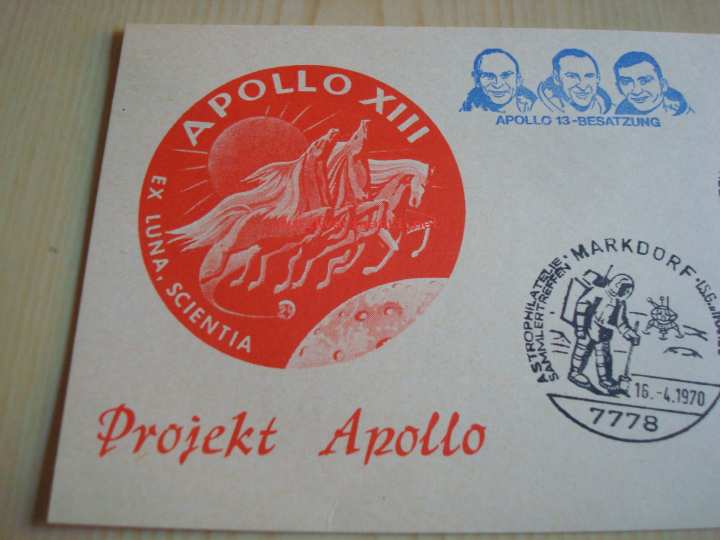 APOLLO XIII
EX LUNA, SCIENTIA
APOLLO 13-BESATZUNG
ASTROPHILATELIE
SAMMLERTREFFEN
MARKDORF
16.-4.1970
7778
Projekt Apollo